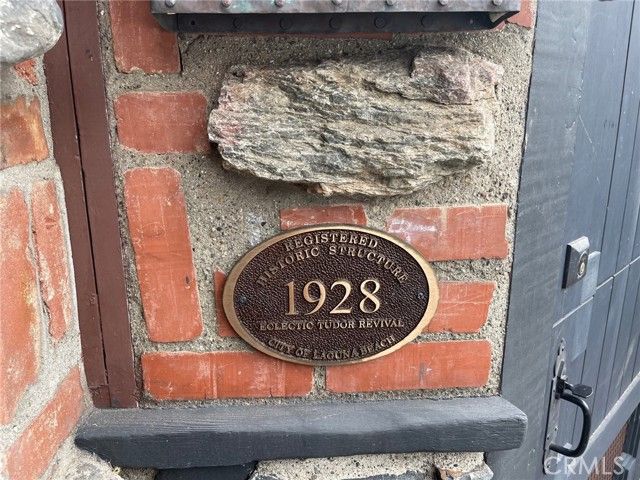 REGISTERED
HISTORIC STRUCTURE
1928
ECLECTIC TUDOR REVIVAL
CITY OF LAGUNA BEACH
CRMLS